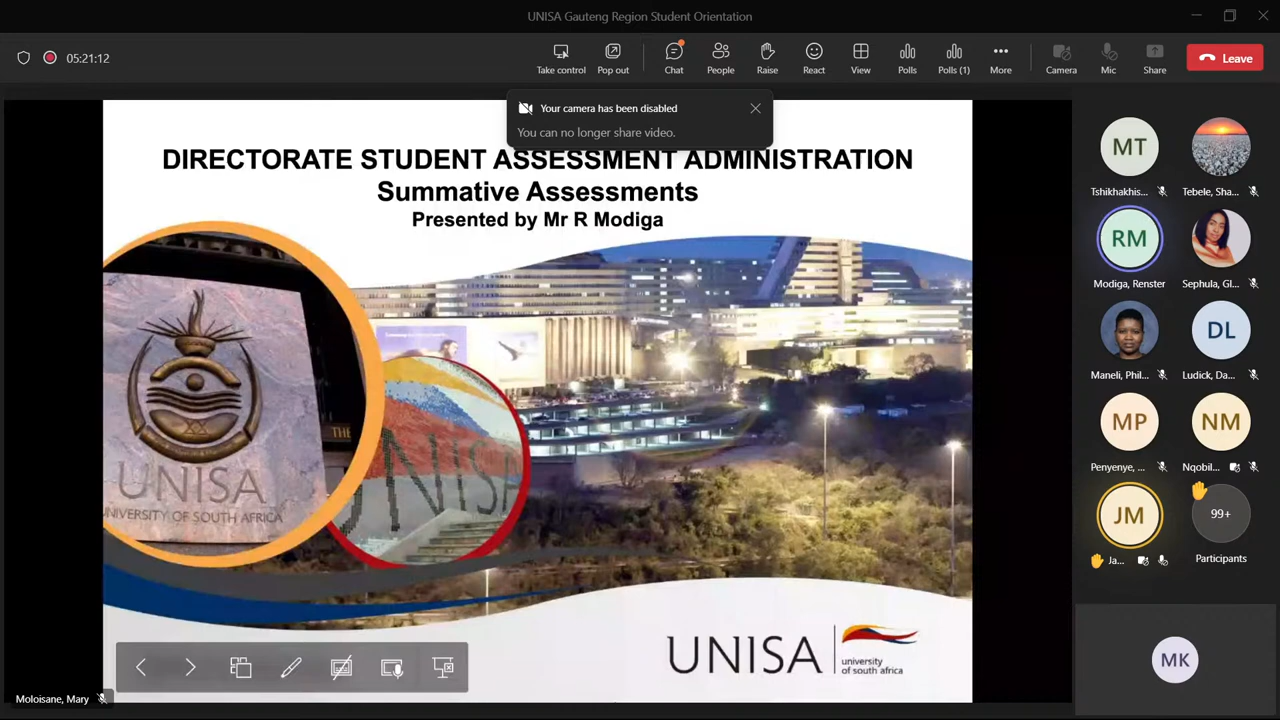 UNISA Gauteng Region Student Orientation
05:21:12
Take control
Pop out
Chat
People
Raise
React
View
Polls
Polls (1)
More
Camera
Mic
Share
Leave
Your camera has been disabled
You can no longer share video.
DIRECTORATE STUDENT ASSESSMENT ADMINISTRATION
Summative Assessments
Presented by Mr R Modiga
UNISA
UNIVERSITY OF SOUTH AFRICA
THE
UNIS
UNISA
university
of south africa
Moloisane, Mary
MT
Tshikhakhis...
Tebele, Sha...
RM
Modiga, Renster
Sephula, Gl...
Maneli, Phil...
DL
Ludick, Da...
MP
Penyenye, ...
NM
Nqobil...
JM
Ja...
99+
Participants
MK